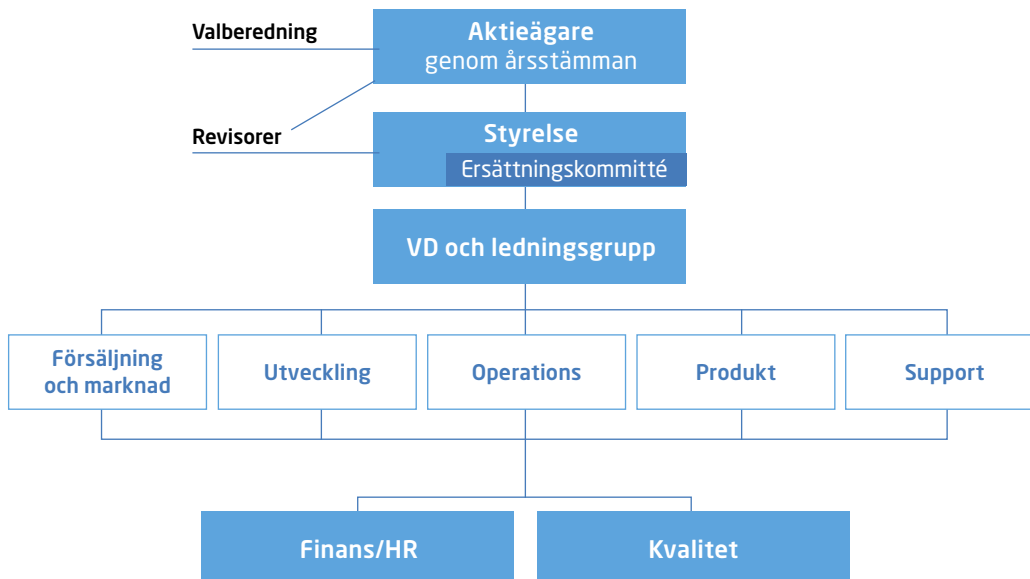 Valberedning
Aktieägare
genom årsstämman
Revisorer
Styrelse
Ersättningskommitté
VD och ledningsgrupp
Försäljning
och marknad
Utveckling
Operations
Produkt
Support
Finans/HR
Kvalitet